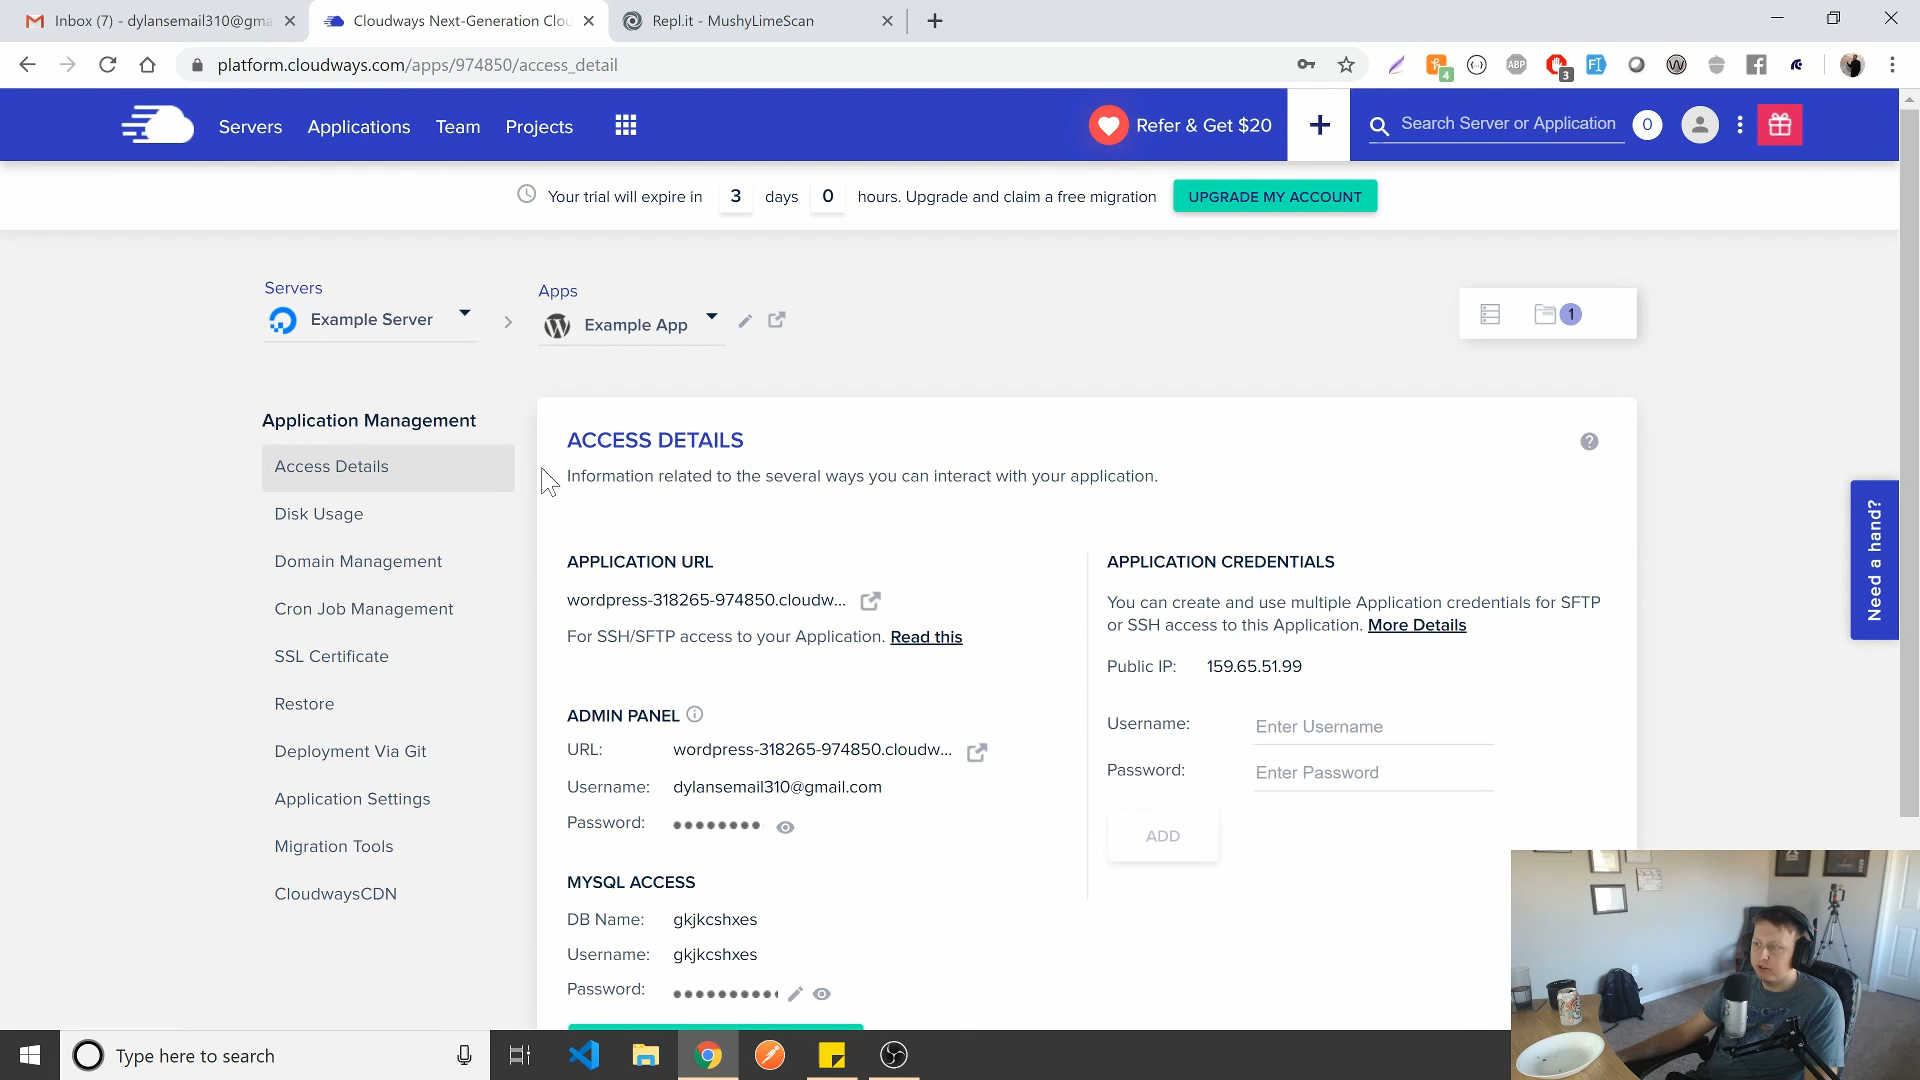 Inbox (7) - dylansemail310@gma
Cloudways Next-Generation Clou
Repl.it - MushyLimeScan
platform.cloudways.com/apps/974850/access_detail
4
ABP
3
Servers
Applications
Team
Projects
Refer & Get $20
+
Search Server or Application
0
Your trial will expire in 3 days 0 hours. Upgrade and claim a free migration
UPGRADE MY ACCOUNT
Servers
Example Server
Apps
Example App
1
Application Management
Access Details
Disk Usage
Domain Management
Cron Job Management
SSL Certificate
Restore
Deployment Via Git
Application Settings
Migration Tools
CloudwaysCDN
ACCESS DETAILS
Information related to the several ways you can interact with your application.
APPLICATION URL
wordpress-318265-974850.cloudw...
For SSH/SFTP access to your Application. Read this
ADMIN PANEL
URL: wordpress-318265-974850.cloudw...
Username: dylansemail310@gmail.com
Password:
MYSQL ACCESS
DB Name: gkjkcshxes
Username: gkjkcshxes
Password:
APPLICATION CREDENTIALS
You can create and use multiple Application credentials for SFTP
or SSH access to this Application. More Details
Public IP: 159.65.51.99
Username: Enter Username
Password: Enter Password
ADD
Need a hand?
Type here to search